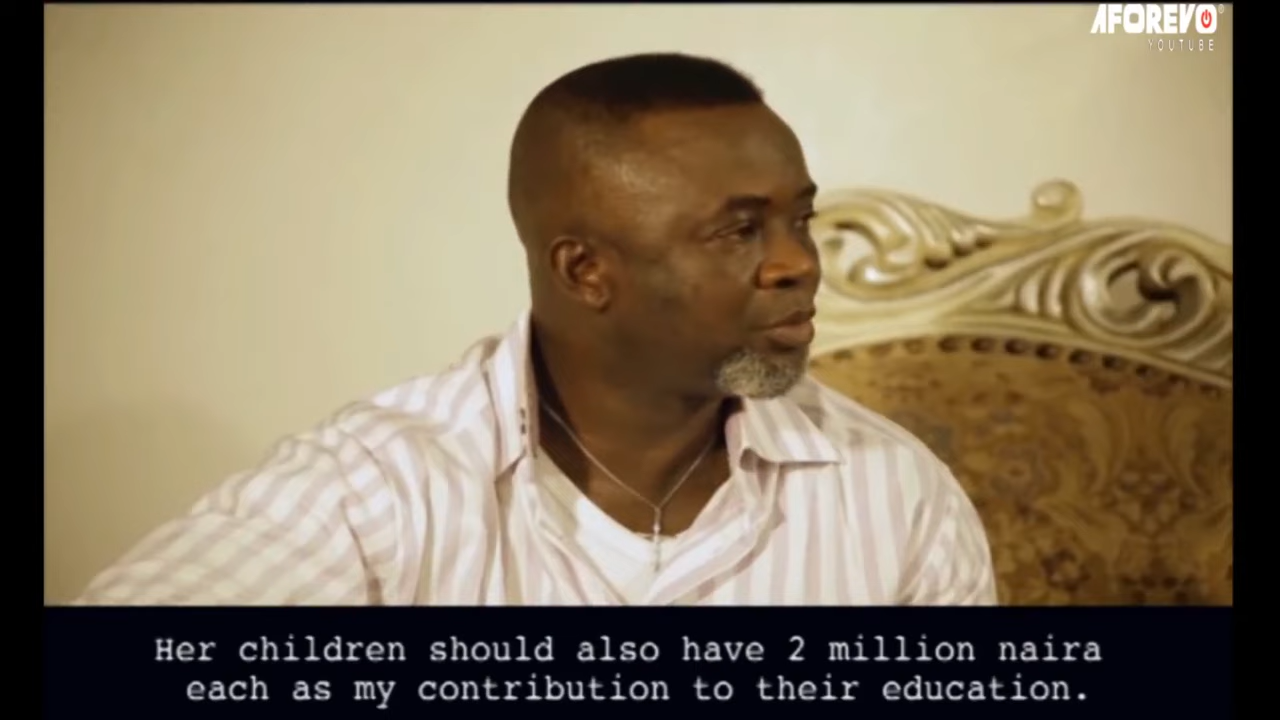 AFOREVO
YOUTUBE
Her children should also have 2 million naira
each as my contribution to their education.